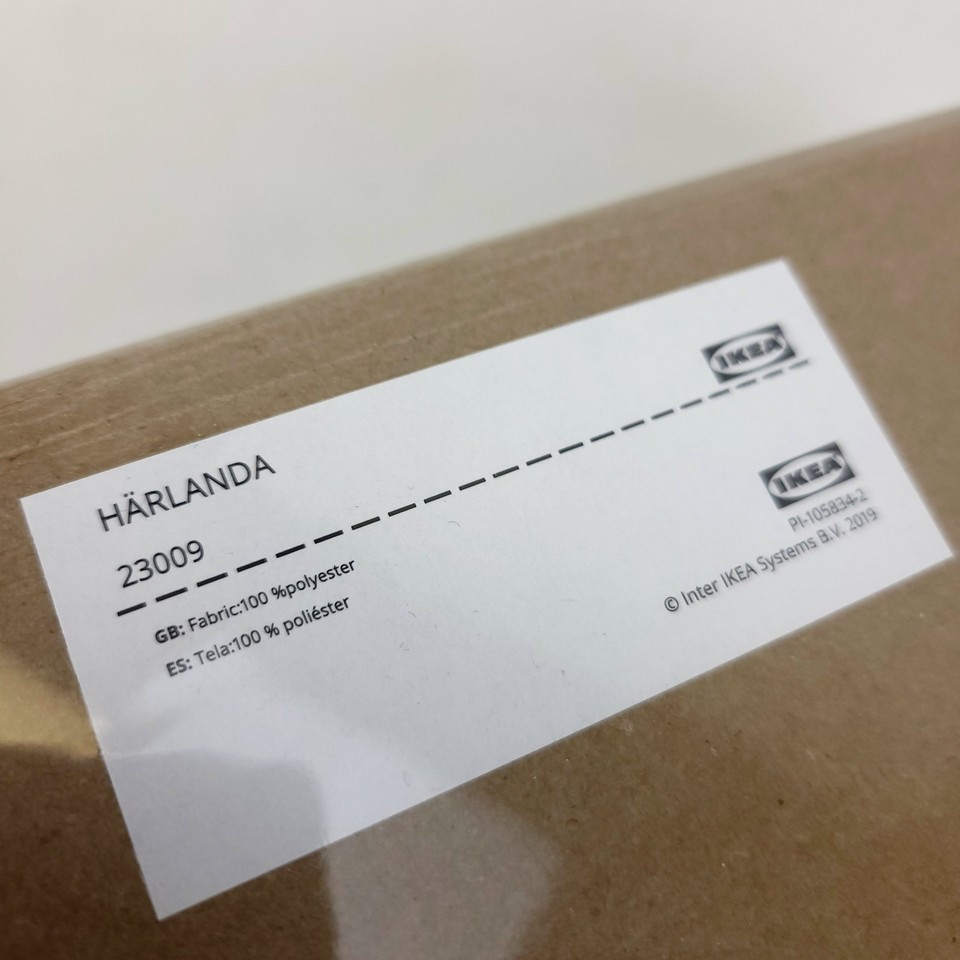 IKEA
HÄRLANDA
23009
GB: Fabric:100 %polyester
ES: Tela:100 % poliéster
IKEA
PI-105834-2
© Inter IKEA Systems B.V. 2019